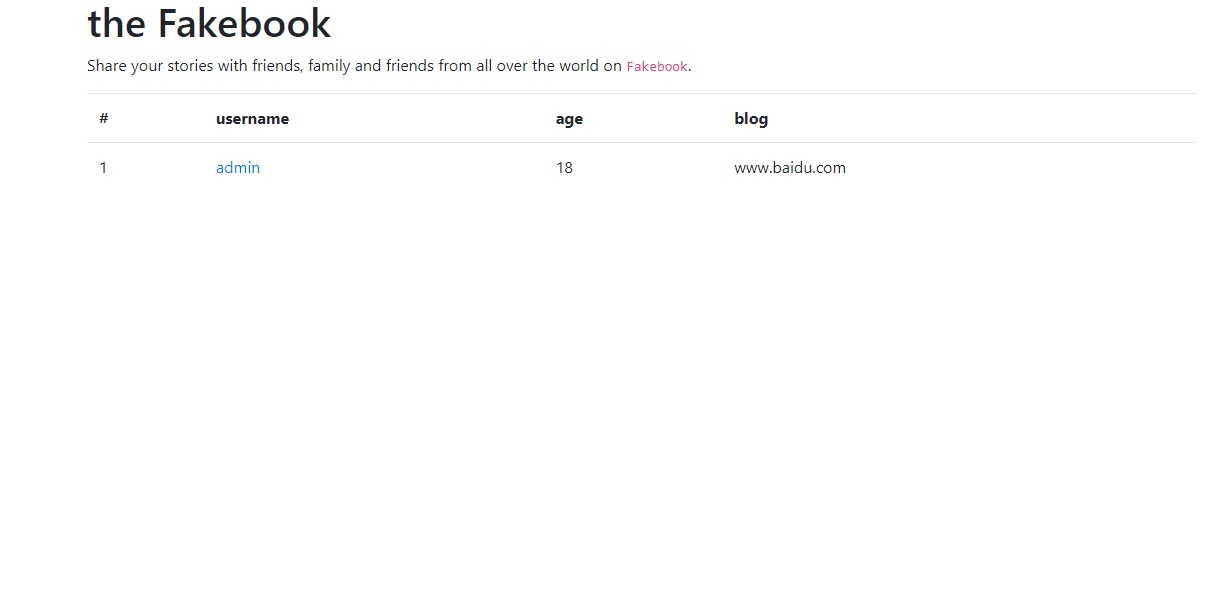 the Fakebook
Share your stories with friends, family and friends from all over the world on Fakebook.
# username age blog
1 admin 18 www.baidu.com